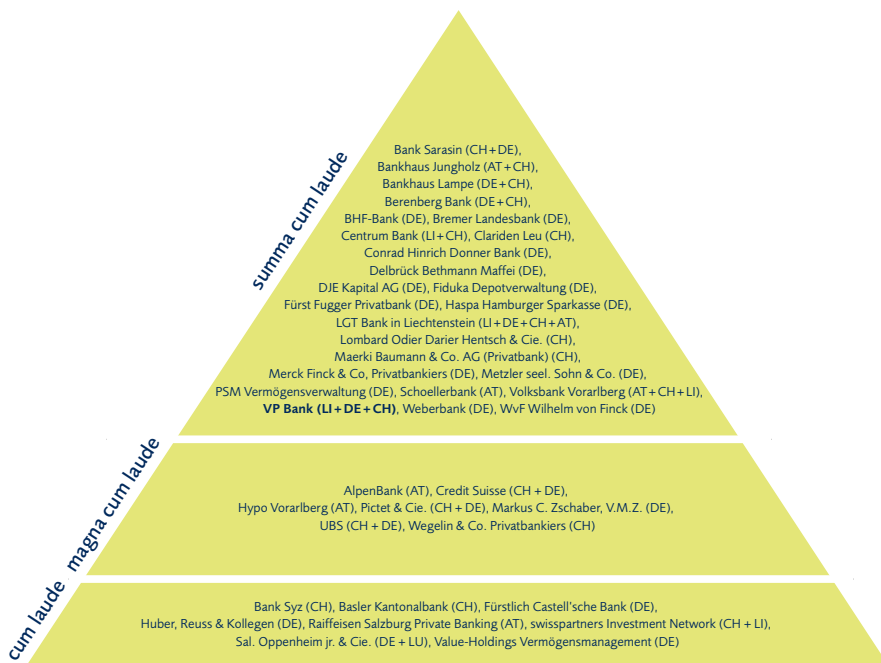 summa cum laude
Bank Sarasin (CH+DE),
Bankhaus Jungholz (AT+CH),
Bankhaus Lampe (DE+CH),
Berenberg Bank (DE+CH),
BHF-Bank (DE), Bremer Landesbank (DE),
Centrum Bank (LI+CH), Clariden Leu (CH),
Conrad Hinrich Donner Bank (DE),
Delbrück Bethmann Maffei (DE),
DJE Kapital AG (DE), Fiduka Depotverwaltung (DE),
Fürst Fugger Privatbank (DE), Haspa Hamburger Sparkasse (DE),
LGT Bank in Liechtenstein (LI+DE+CH+AT),
Lombard Odier Darier Hentsch & Cie. (CH),
Maerki Baumann & Co. AG (Privatbank) (CH),
Merck Finck & Co, Privatbankiers (DE), Metzler seel. Sohn & Co. (DE),
PSM Vermögensverwaltung (DE), Schoellerbank (AT), Volksbank Vorarlberg (AT+CH+LI),
VP Bank (LI+DE+CH), Weberbank (DE), WvF Wilhelm von Finck (DE)
magna cum laude
AlpenBank (AT), Credit Suisse (CH + DE),
Hypo Vorarlberg (AT), Pictet & Cie. (CH + DE), Markus C. Zschaber, V.M.Z. (DE),
UBS (CH + DE), Wegelin & Co. Privatbankiers (CH)
cum laude
Bank Syz (CH), Basler Kantonalbank (CH), Fürstlich Castell'sche Bank (DE),
Huber, Reuss & Kollegen (DE), Raiffeisen Salzburg Private Banking (AT), swisspartners Investment Network (CH + LI),
Sal. Oppenheim jr. & Cie. (DE + LU), Value-Holdings Vermögensmanagement (DE)